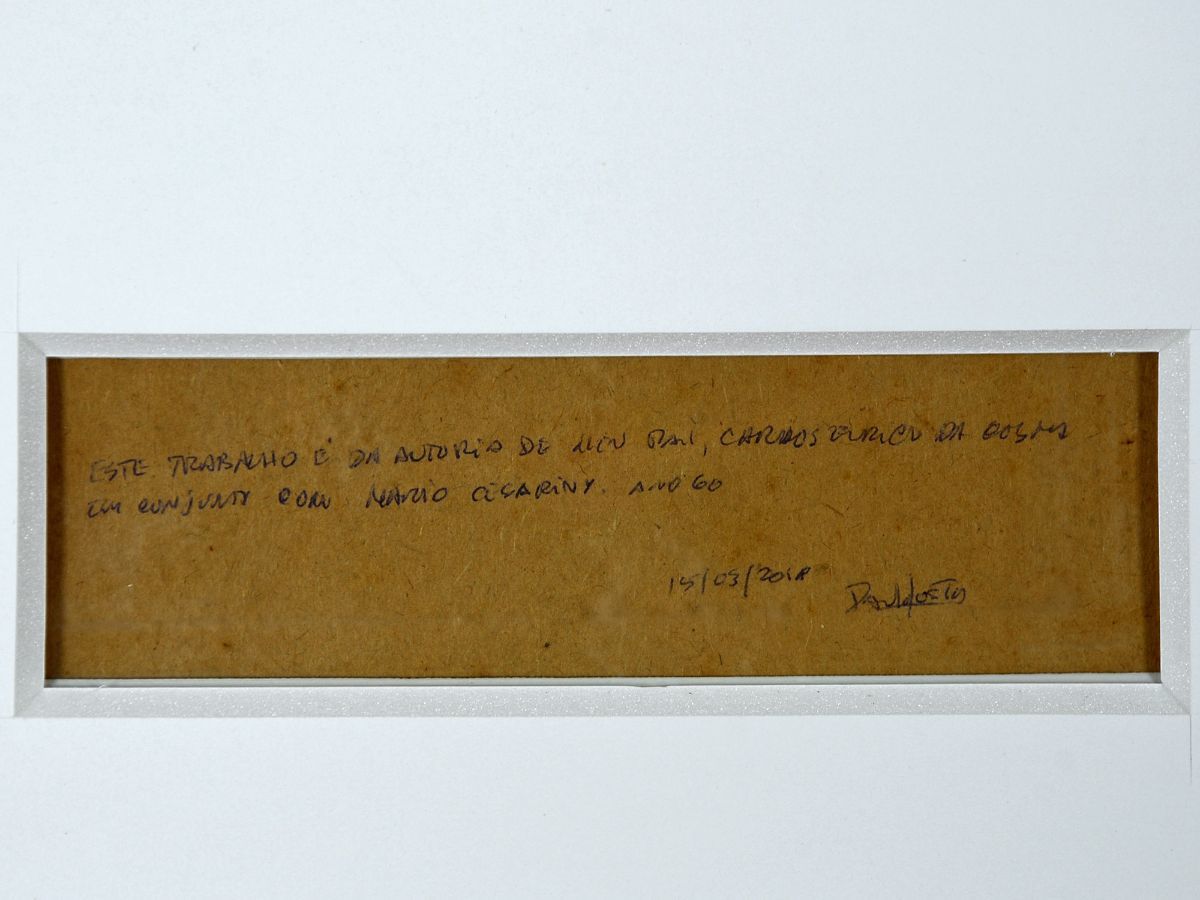 ESTE TRABALHO É DA AUTORIA DE MEU PAI, CARLOS EURICO DA COSTA
EM CONJUNTO COM MARIO CESARINY. ANO 60
15/03/2018